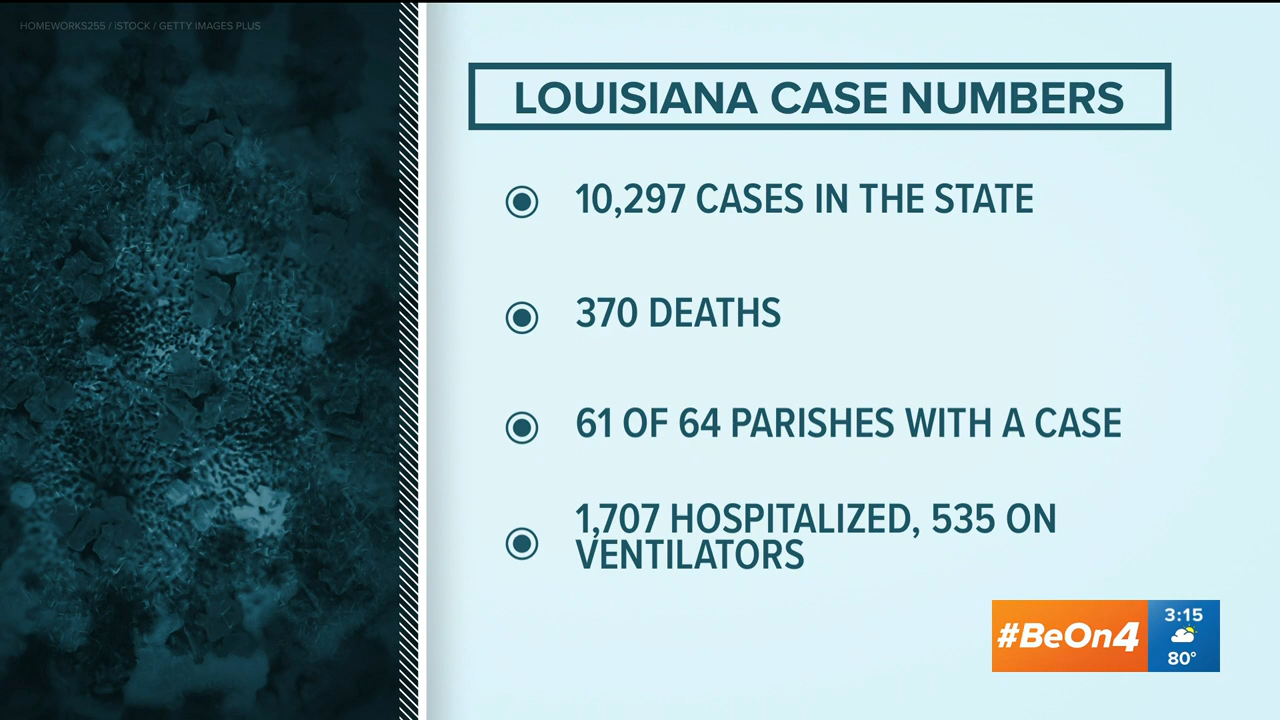 HOMEWORKS255 / iSTOCK / GETTY IMAGES PLUS
LOUISIANA CASE NUMBERS
10,297 CASES IN THE STATE
370 DEATHS
61 OF 64 PARISHES WITH A CASE
1,707 HOSPITALIZED, 535 ON
VENTILATORS
#BeOn4
3:15
80°